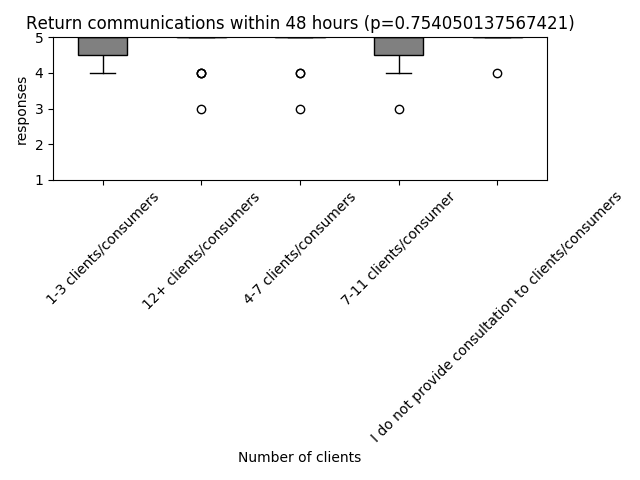 Return communications within 48 hours (p=0.754050137567421)
5
4
3
2
1
responses
1-3 clients/consumers
12+ clients/consumers
4-7 clients/consumers
7-11 clients/consumer
I do not provide consultation to clients/consumers
Number of clients